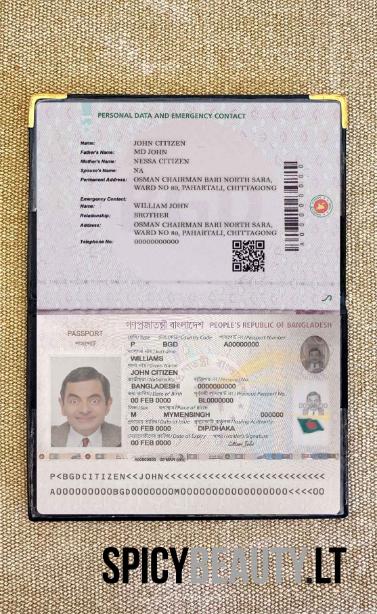 PERSONAL DATA AND EMERGENCY CONTACT
Name: JOHN CITIZEN
Father's Name: MD JOHN
Mother's Name: NESSA CITIZEN
Spouse's Name: NA
Permanent Address: OSMAN CHAIRMAN BARI NORTH SARA,
WARD NO 80, PAHARTALI, CHITTAGONG
Emergency Contact:
Name: WILLIAM JOHN
Relationship: BROTHER
Address: OSMAN CHAIRMAN BARI NORTH SARA,
WARD NO 80, PAHARTALI, CHITTAGONG
Telephone No: 00000000000
PASSPORT
পাসপোর্ট
গণপ্রজাতন্ত্রী বাংলাদেশ PEOPLE'S REPUBLIC OF BANGLADESH
P BGD A00000000
WILLIAMS
JOHN CITIZEN
BANGLADESHI 0000000000
00 FEB 0000 BL0000000
M MYMENSINGH 000000
00 FEB 0000 DIP/DHAKA
00 FEB 0000
P<BGDCITIZEN<<JOHN<<<<<<<<<<<<<<<<<<<<<<<<<<
SPICYBEAUTY.LT